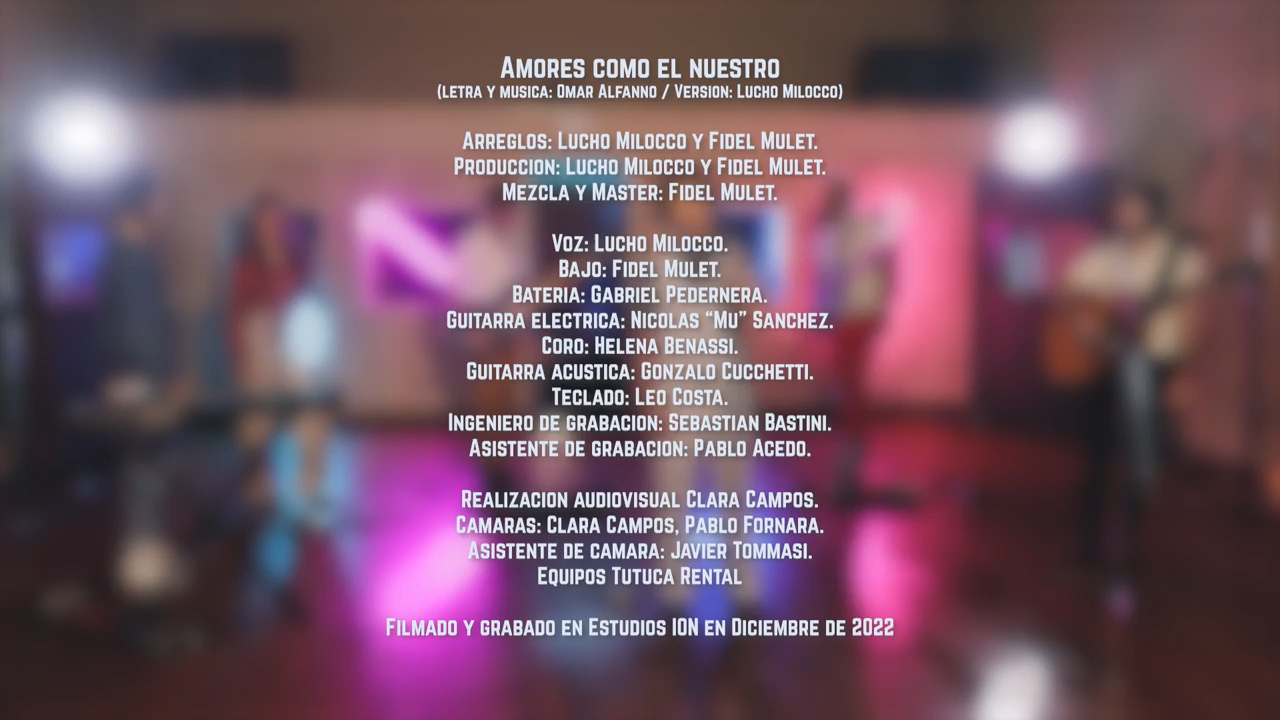 Amores como el nuestro
(letra y musica: Omar Alfanno / Version: Lucho Milocco)
Arreglos: Lucho Milocco y Fidel Mulet.
Produccion: Lucho Milocco y Fidel Mulet.
Mezcla y Master: Fidel Mulet.
Voz: Lucho Milocco.
Bajo: Fidel Mulet.
Bateria: Gabriel Pedernera.
Guitarra electrica: Nicolas “Mu” Sanchez.
Coro: Helena Benassi.
Guitarra acustica: Gonzalo Cucchetti.
Teclado: Leo Costa.
Ingeniero de grabacion: Sebastian Bastini.
Asistente de grabacion: Pablo Acedo.
Realizacion audiovisual Clara Campos.
Camaras: Clara Campos, Pablo Fornara.
Asistente de camara: Javier Tommasi.
Equipos Tutuca Rental
Filmado y grabado en Estudios ION en Diciembre de 2022